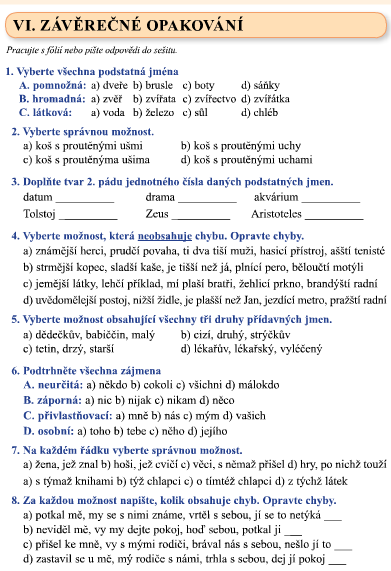 VI. ZÁVĚREČNÉ OPAKOVÁNÍ
Pracujte s fólií nebo pište odpovědi do sešitu.
1. Vyberte všechna podstatná jména
A. pomnožná: a) dveře b) brusle c) boty d) sáňky
B. hromadná: a) zvěř b) zvířata c) zvířectvo d) zvířátka
C. látková: a) voda b) železo c) sůl d) chléb
2. Vyberte správnou možnost.
a) koš s proutěnými ušmi b) koš s proutěnými uchy
c) koš s proutěnýma ušima d) koš s proutěnými uchami
3. Doplňte tvar 2. pádu jednotného čísla daných podstatných jmen.
datum ________ drama ________ akvárium ________
Tolstoj ________ Zeus ________ Aristoteles ________
4. Vyberte možnost, která neobsahuje chybu. Opravte chyby.
a) známější herci, prudčí povaha, ti dva tiší muži, hasicí přístroj, ašští tenisté
b) strmější kopec, sladší kaše, je tišší než já, plnící pero, běloučtí motýli
c) jemější látky, lehčí příklad, mí plaší bratři, žehlicí prkno, brandýští radní
d) uvědomělejší postoj, nižší židle, je plašší než Jan, jezdící metro, pražští radní
5. Vyberte možnost obsahující všechny tři druhy přídavných jmen.
a) dědečkův, babiččin, malý b) cizí, druhý, strýčkův
c) tetin, drzý, starší d) lékařův, lékařský, vyléčený
6. Podtrhněte všechna zájmena
A. neurčitá: a) někdo b) cokoli c) všichni d) málokdo
B. záporná: a) nic b) nijak c) nikam d) něco
C. přivlastňovací: a) mně b) nás c) mým d) vašich
D. osobní: a) toho b) tebe c) něho d) jejího
7. Na každém řádku vyberte správnou možnost.
a) žena, jež znal b) hoši, jež cvičí c) věci, s němaž přišel d) hry, po nichž touží
a) s týmaž knihami b) týž chlapci c) o tímtéž chlapci d) z týchž látek
8. Za každou možnost napište, kolik obsahuje chyb. Opravte chyby.
a) potkal mě, my se s nimi známe, vrtěl s sebou, jí se to netýká ___
b) neviděl mě, vy my dejte pokoj, hoď sebou, potkal ji ___
c) přišel ke mně, vy s mými rodiči, brával nás s sebou, nešlo jí to ___
d) zastavil se u mě, mý rodiče s námi, trhla s sebou, dej jí pokoj ___